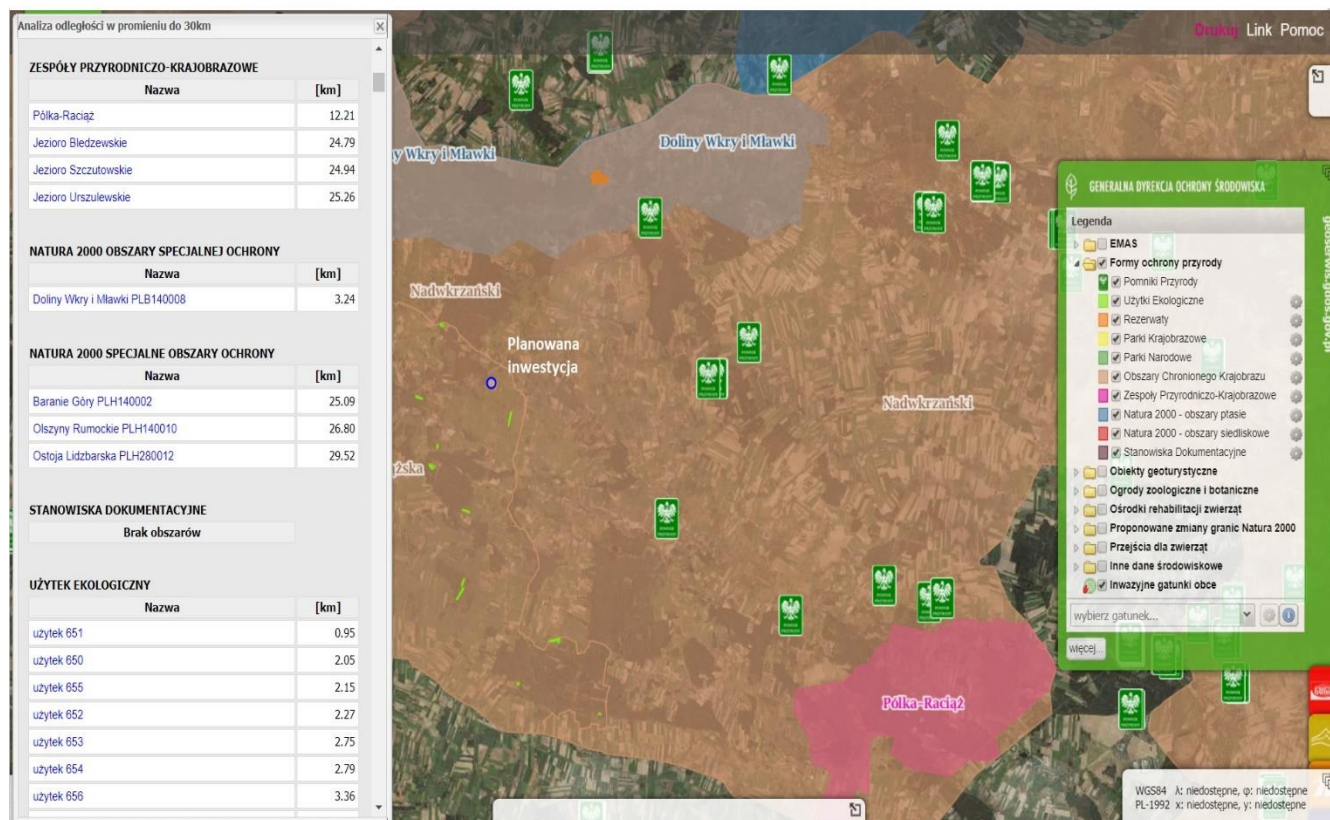 Analiza odległości w promieniu do 30km
ZESPOŁY PRZYRODNICZO-KRAJOBRAZOWE
Nazwa [km]
Pólka-Raciąż 12.21
Jezioro Bledzewskie 24.79
Jezioro Szczutowskie 24.94
Jezioro Urszulewskie 25.26
NATURA 2000 OBSZARY SPECJALNEJ OCHRONY
Nazwa [km]
Doliny Wkry i Mławki PLB140008 3.24
NATURA 2000 SPECJALNE OBSZARY OCHRONY
Nazwa [km]
Baranie Góry PLH140002 25.09
Olszyny Rumockie PLH140010 26.80
Ostoja Lidzbarska PLH280012 29.52
STANOWISKA DOKUMENTACYJNE
Brak obszarów
UŻYTEK EKOLOGICZNY
Nazwa [km]
użytek 651 0.95
użytek 650 2.05
użytek 655 2.15
użytek 652 2.27
użytek 653 2.75
użytek 654 2.79
użytek 656 3.36
y Wkry i Mławki
Doliny Wkry i Mławki
Nadwkrzański
Planowana
inwestycja
Nadwkrzański
ążska
Pólka-Raciąż
Drukuj Link Pomoc
GENERALNA DYREKCJA OCHRONY ŚRODOWISKA
geoserwis.gdos.gov.pl
Legenda
EMAS
Formy ochrony przyrody
Pomniki Przyrody
Użytki Ekologiczne
Rezerwaty
Parki Krajobrazowe
Parki Narodowe
Obszary Chronionego Krajobrazu
Zespoły Przyrodniczo-Krajobrazowe
Natura 2000 - obszary ptasie
Natura 2000 - obszary siedliskowe
Stanowiska Dokumentacyjne
Obiekty geoturystyczne
Ogrody zoologiczne i botaniczne
Ośrodki rehabilitacji zwierząt
Proponowane zmiany granic Natura 2000
Przejścia dla zwierząt
Inne dane środowiskowe
Inwazyjne gatunki obce
wybierz gatunek...
więcej...
WGS84 λ: niedostępne, φ: niedostępne
PL-1992 x: niedostępne, y: niedostępne